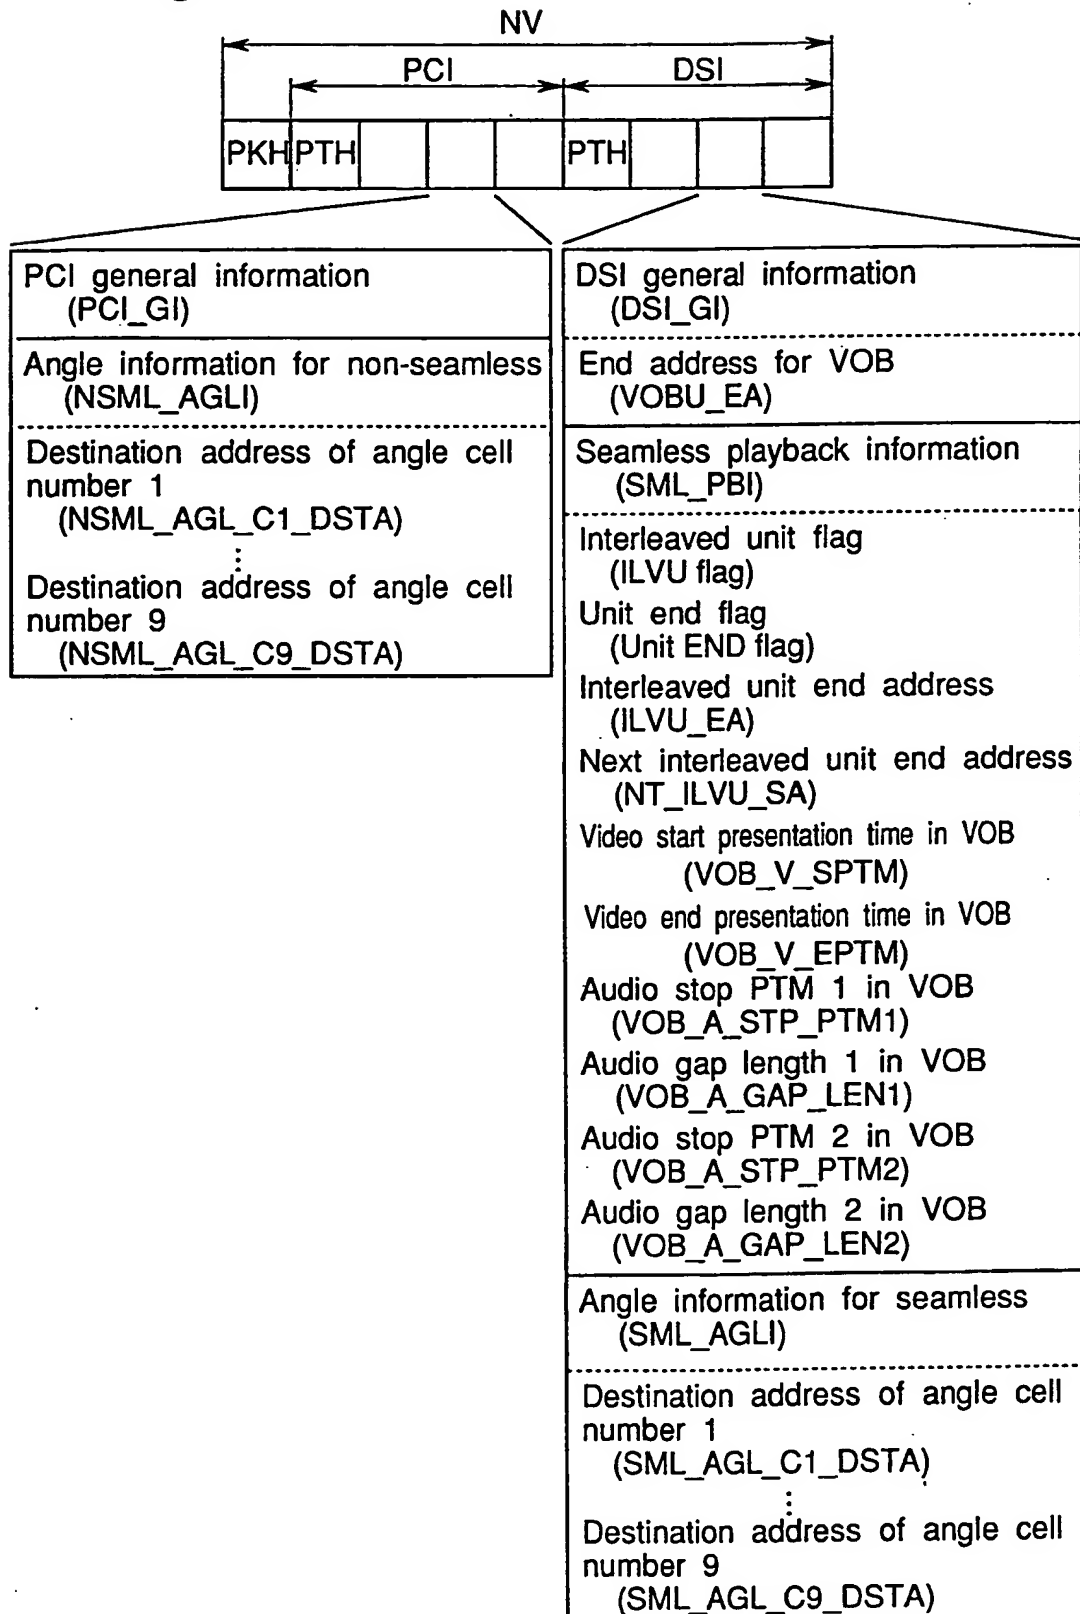 NV
PCI
DSI
PKH
PTH
PTH
PCI general information
(PCI_GI)
Angle information for non-seamless
(NSML_AGLI)
Destination address of angle cell
number 1
(NSML_AGL_C1_DSTA)
Destination address of angle cell
number 9
(NSML_AGL_C9_DSTA)
DSI general information
(DSI_GI)
End address for VOB
(VOBU_EA)
Seamless playback information
(SML_PBI)
Interleaved unit flag
(ILVU flag)
Unit end flag
(Unit END flag)
Interleaved unit end address
(ILVU_EA)
Next interleaved unit end address
(NT_ILVU_SA)
Video start presentation time in VOB
(VOB_V_SPTM)
Video end presentation time in VOB
(VOB_V_EPTM)
Audio stop PTM 1 in VOB
(VOB_A_STP_PTM1)
Audio gap length 1 in VOB
(VOB_A_GAP_LEN1)
Audio stop PTM 2 in VOB
(VOB_A_STP_PTM2)
Audio gap length 2 in VOB
(VOB_A_GAP_LEN2)
Angle information for seamless
(SML_AGLI)
Destination address of angle cell
number 1
(SML_AGL_C1_DSTA)
Destination address of angle cell
number 9
(SML_AGL_C9_DSTA)